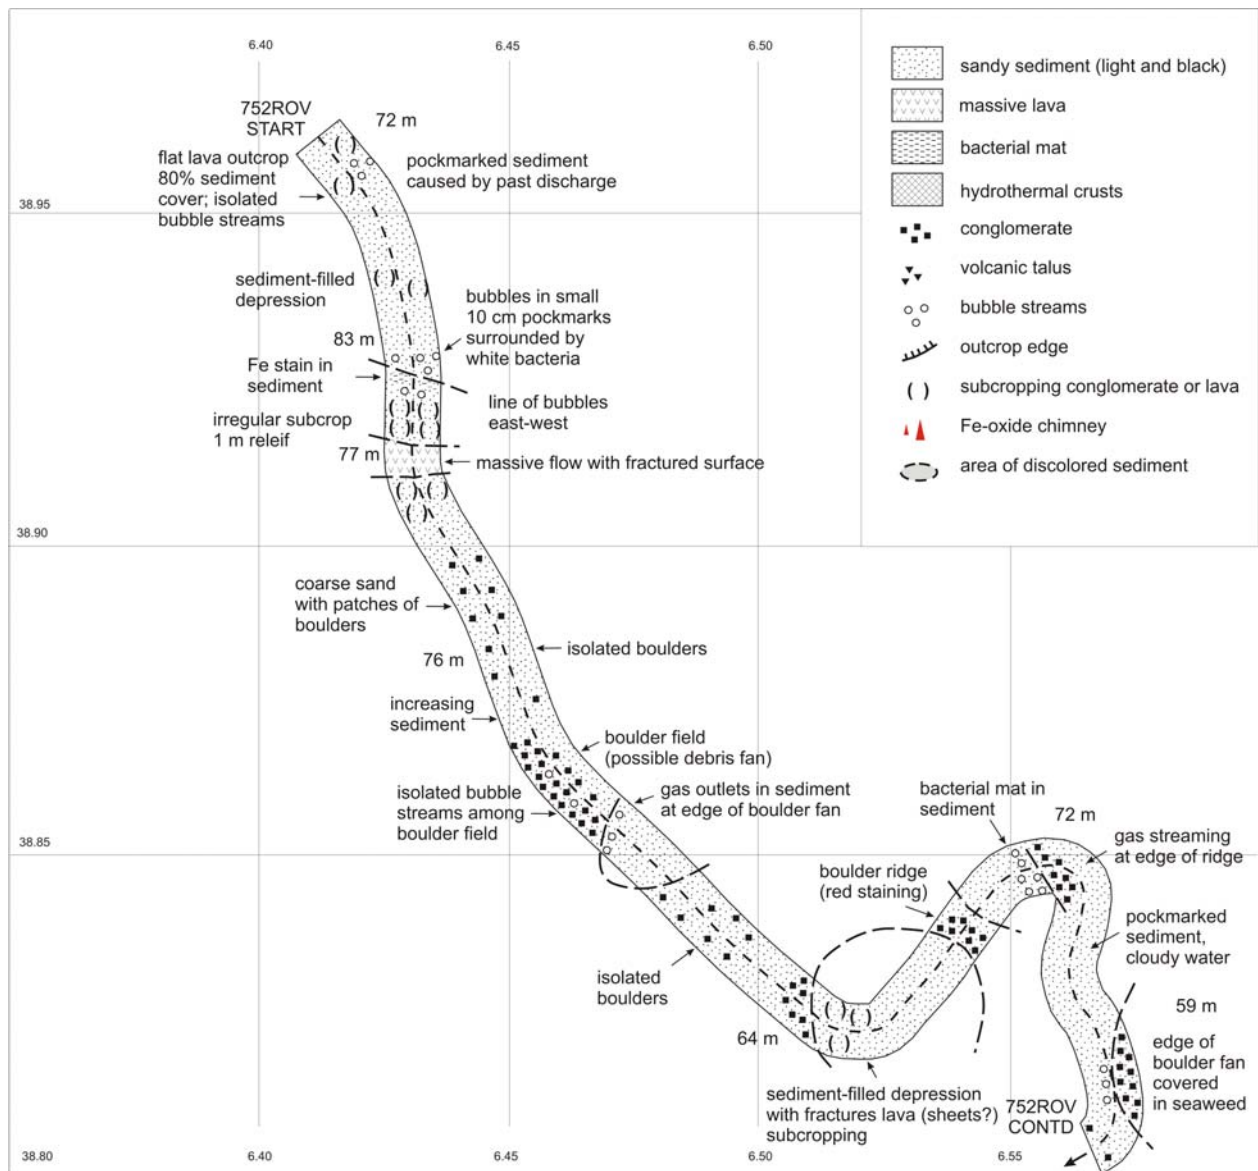 6.40
6.45
6.50
752ROV
START
72 m
flat lava outcrop
80% sediment
cover; isolated
bubble streams
pockmarked sediment
caused by past discharge
38.95
sediment-filled
depression
bubbles in small
10 cm pockmarks
surrounded by
white bacteria
83 m
Fe stain in
sediment
line of bubbles
east-west
irregular subcrop
1 m releif
77 m
massive flow with fractured surface
38.90
coarse sand
with patches of
boulders
isolated boulders
76 m
increasing
sediment
boulder field
(possible debris fan)
isolated bubble
streams among
boulder field
gas outlets in sediment
at edge of boulder fan
38.85
bacterial mat in
sediment
72 m
gas streaming
at edge of ridge
boulder ridge
(red staining)
pockmarked
sediment,
cloudy water
isolated
boulders
64 m
59 m
edge of
boulder fan
covered
in seaweed
sediment-filled depression
with fractures lava (sheets?)
subcropping
752ROV
CONTD
38.80
6.40
6.45
6.50
6.55
sandy sediment (light and black)
massive lava
bacterial mat
hydrothermal crusts
conglomerate
volcanic talus
bubble streams
outcrop edge
subcropping conglomerate or lava
Fe-oxide chimney
area of discolored sediment